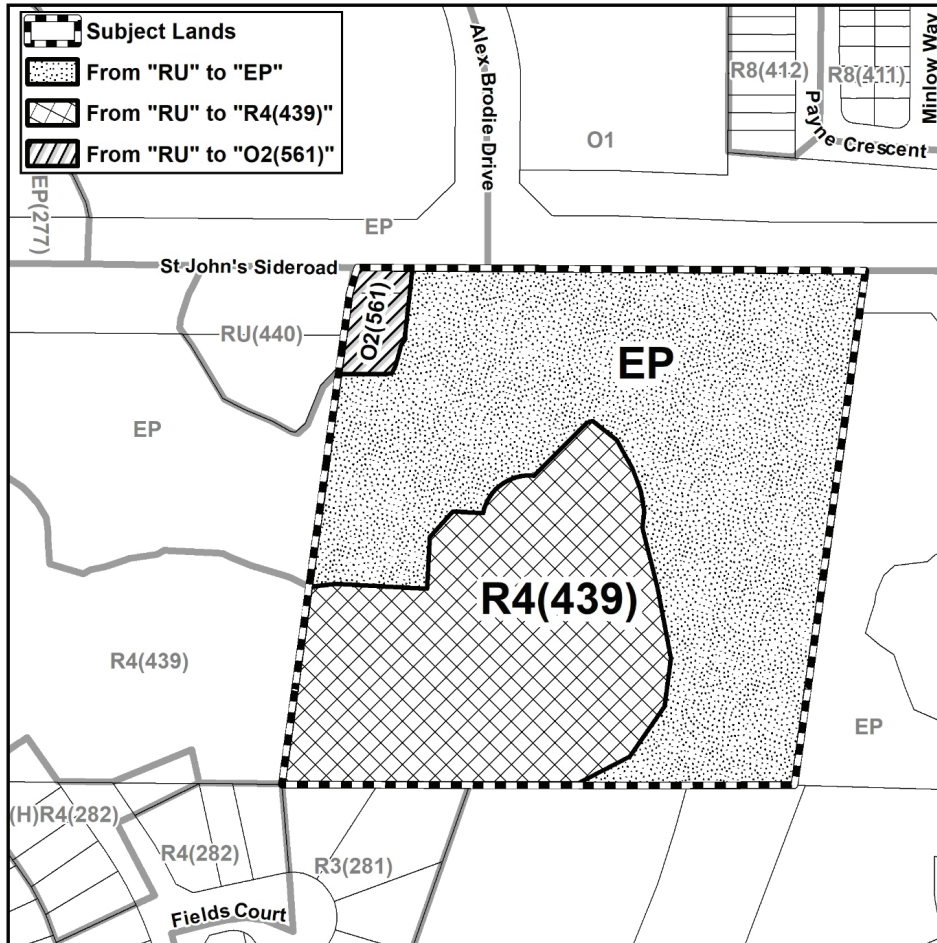 Subject Lands
From "RU" to "EP"
From "RU" to "R4(439)"
From "RU" to "O2(561)"
Alex Brodie Drive
R8(412)
R8(411)
Minlow Way
Payne Crescent
O1
EP(277)
EP
St John's Sideroad
O2(561)
RU(440)
EP
EP
R4(439)
R4(439)
EP
(H)R4(282)
R4(282)
R3(281)
Fields Court